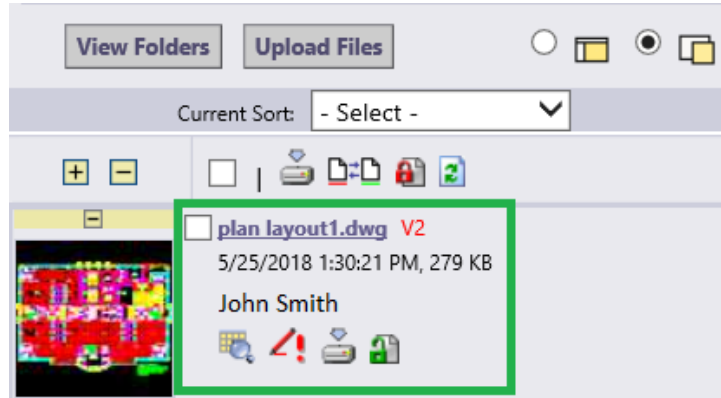 View Folders Upload Files
Current Sort: - Select -
plan layout1.dwg V2
5/25/2018 1:30:21 PM, 279 KB
John Smith